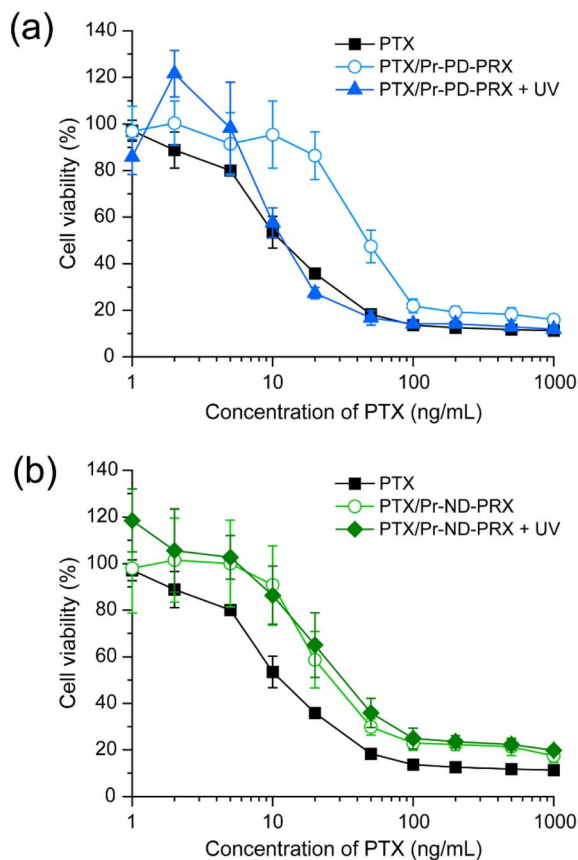 (a)
PTX
PTX/Pr-PD-PRX
PTX/Pr-PD-PRX + UV
Cell viability (%)
140
120
100
80
60
40
20
0
1 10 100 1000
Concentration of PTX (ng/mL)
(b)
PTX
PTX/Pr-ND-PRX
PTX/Pr-ND-PRX + UV
Cell viability (%)
140
120
100
80
60
40
20
0
1 10 100 1000
Concentration of PTX (ng/mL)